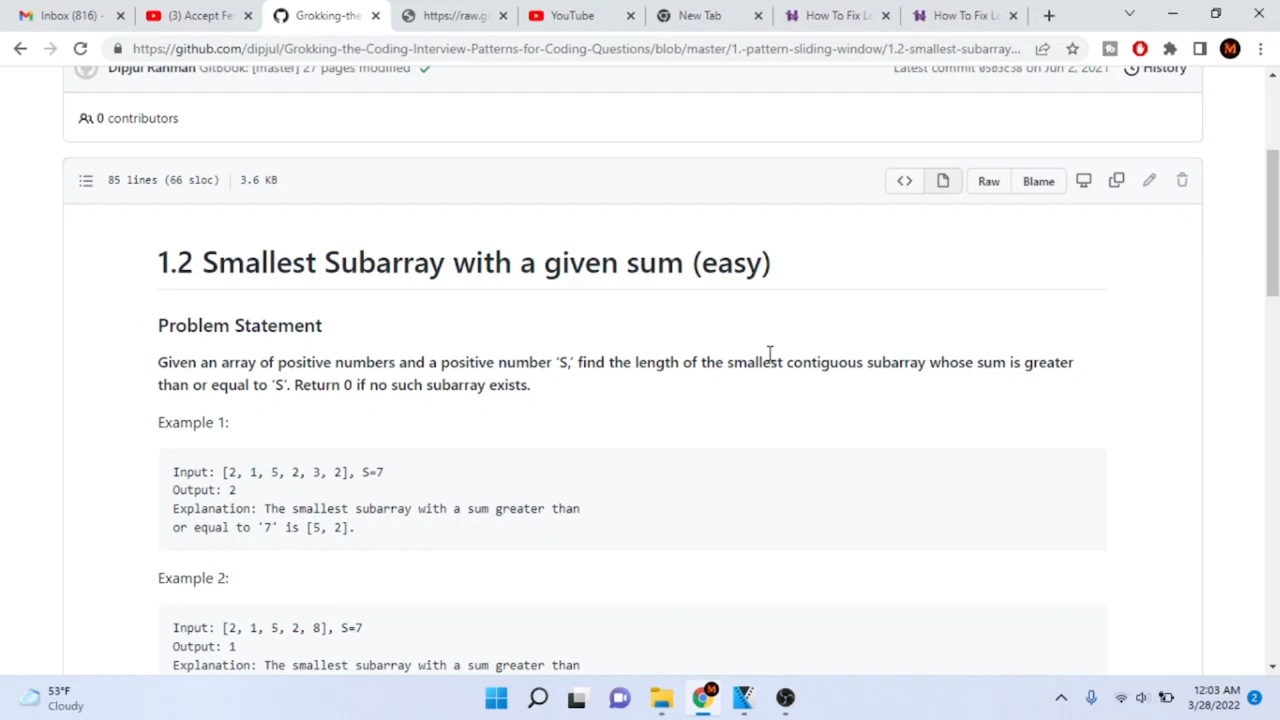 Inbox (816) -
(3) Accept Fe
Grokking-the
https://raw.g
YouTube
New Tab
How To Fix Lo
How To Fix Lo
https://github.com/dipjul/Grokking-the-Coding-Interview-Patterns-for-Coding-Questions/blob/master/1.-pattern-sliding-window/1.2-smallest-subarray...
M
Dipjul Rahman GitBook: [master] 27 pages modified
Latest commit 05b3c38 on Jun 2, 2021
History
0 contributors
85 lines (66 sloc)
3.6 KB
Raw
Blame
1.2 Smallest Subarray with a given sum (easy)
Problem Statement
Given an array of positive numbers and a positive number ‘S,’ find the length of the smallest contiguous subarray whose sum is greater
than or equal to ‘S’. Return 0 if no such subarray exists.
Example 1:
Input: [2, 1, 5, 2, 3, 2], S=7
Output: 2
Explanation: The smallest subarray with a sum greater than
or equal to '7' is [5, 2].
Example 2:
Input: [2, 1, 5, 2, 8], S=7
Output: 1
Explanation: The smallest subarray with a sum greater than
53°F
Cloudy
M
12:03 AM
3/28/2022
2